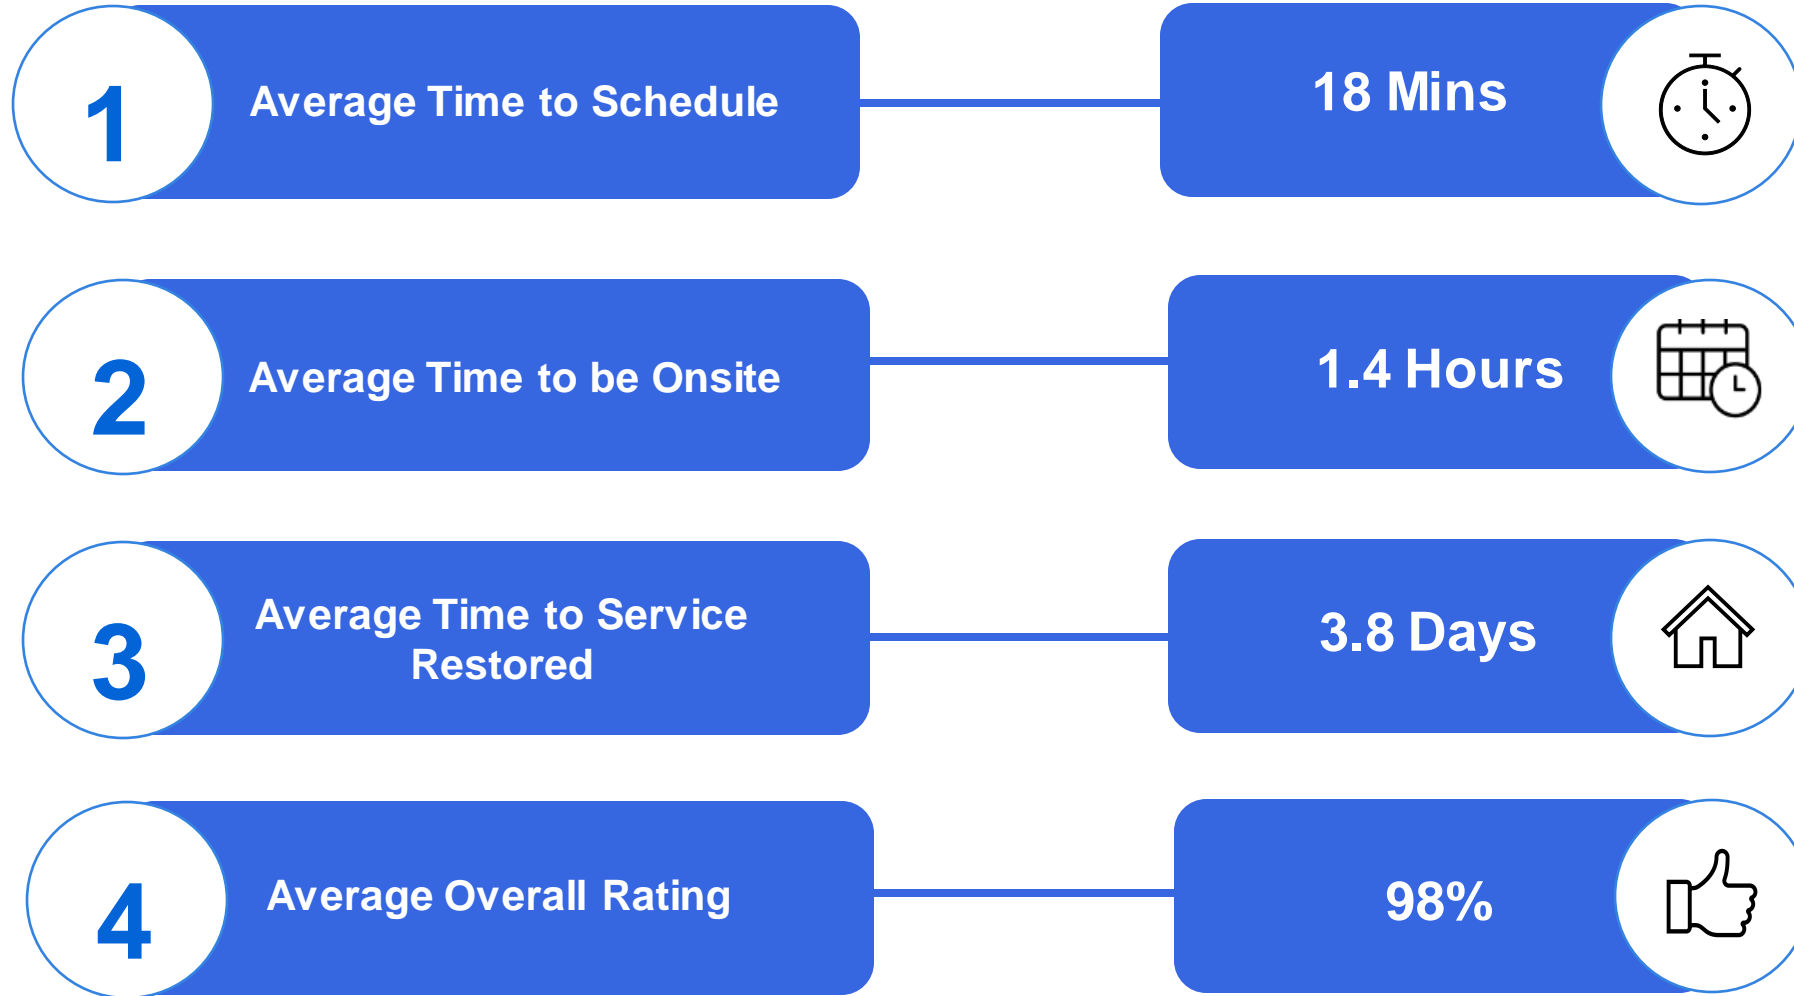 1
Average Time to Schedule
18 Mins
2
Average Time to be Onsite
1.4 Hours
3
Average Time to Service
Restored
3.8 Days
4
Average Overall Rating
98%